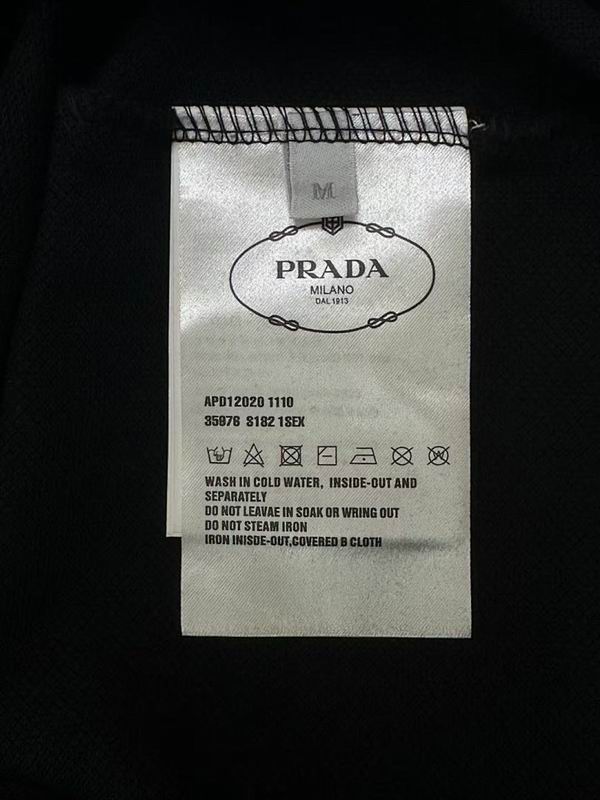 M
PRADA
MILANO
DAL 1913
APD12020 1110
35976 S182 1SEX
WASH IN COLD WATER, INSIDE-OUT AND
SEPARATELY
DO NOT LEAVAE IN SOAK OR WRING OUT
DO NOT STEAM IRON
IRON INISDE-OUT,COVERED B CLOTH